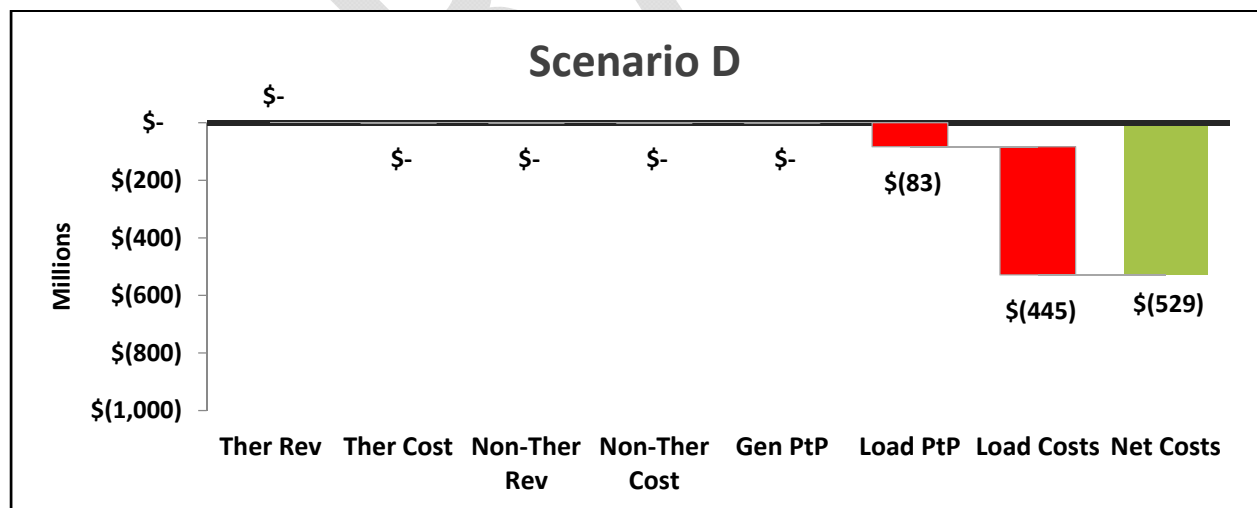 Scenario D
Millions
$-
$(200)
$(400)
$(600)
$(800)
$(1,000)
$-
$-
$-
$-
$-
$(83)
$(445)
$(529)
Ther Rev
Ther Cost
Non-Ther
Rev
Non-Ther
Cost
Gen PtP
Load PtP
Load Costs
Net Costs